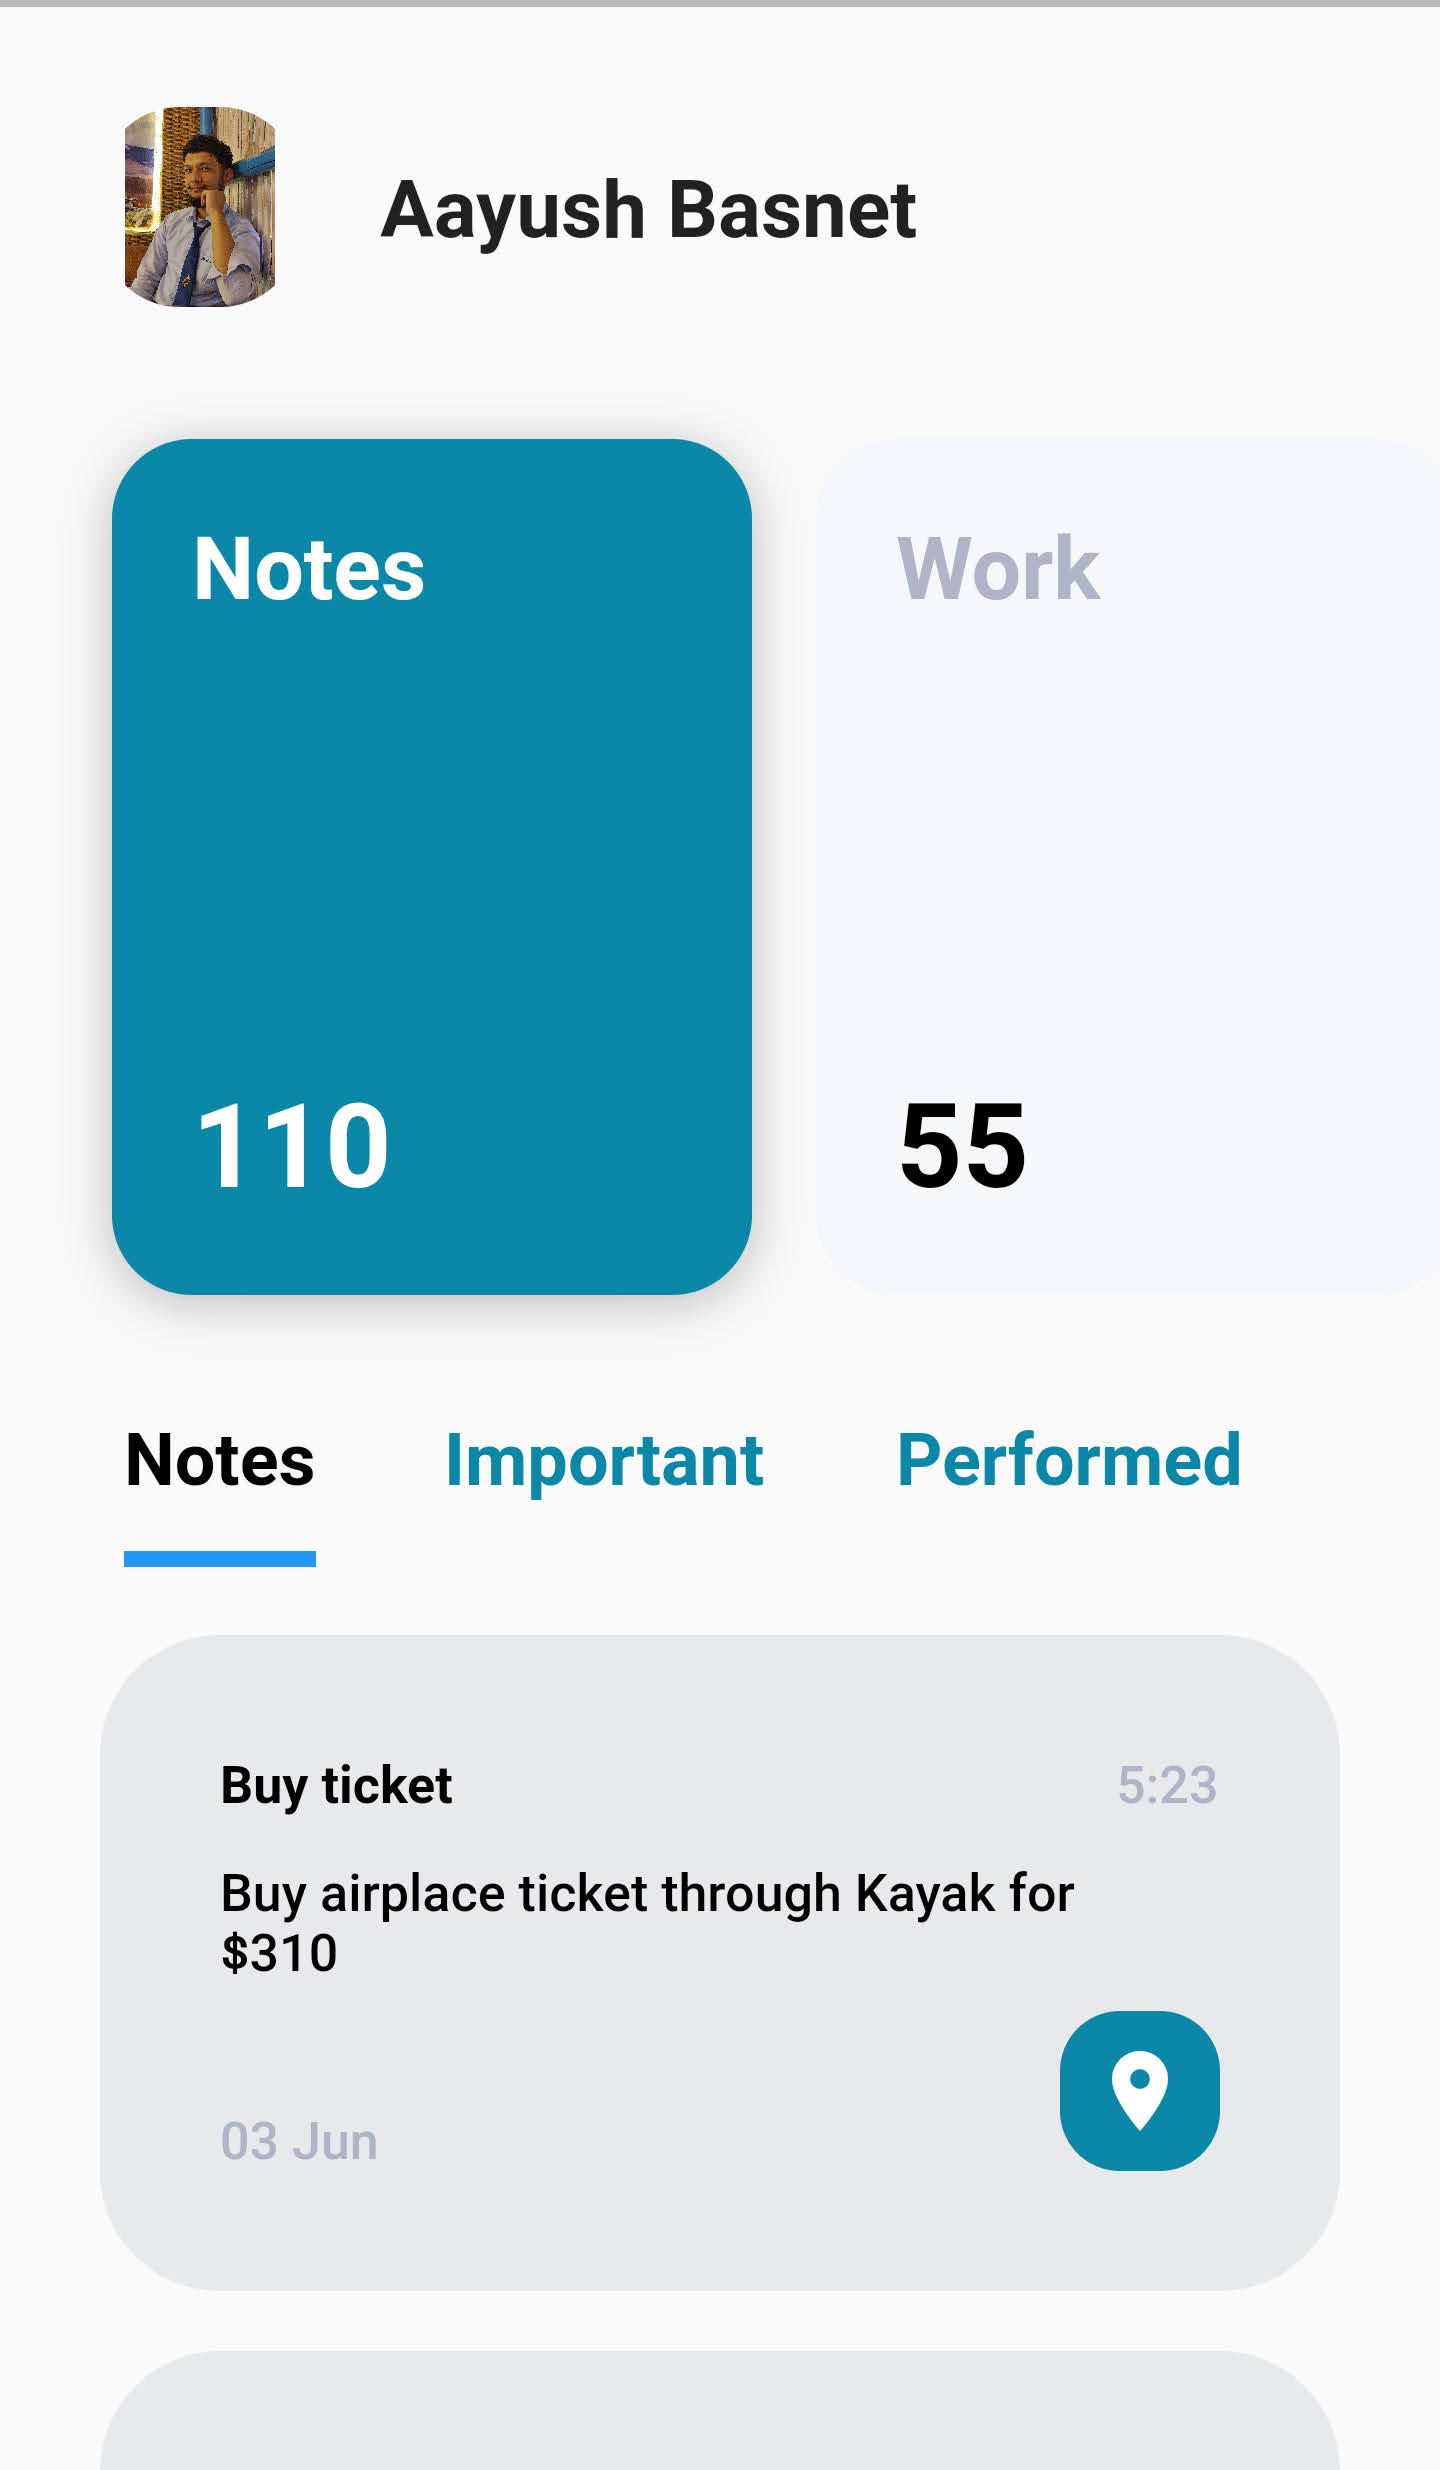 Aayush Basnet
Notes
Work
110
55
Notes
Important
Performed
Buy ticket
5:23
Buy airplace ticket through Kayak for
$310
03 Jun